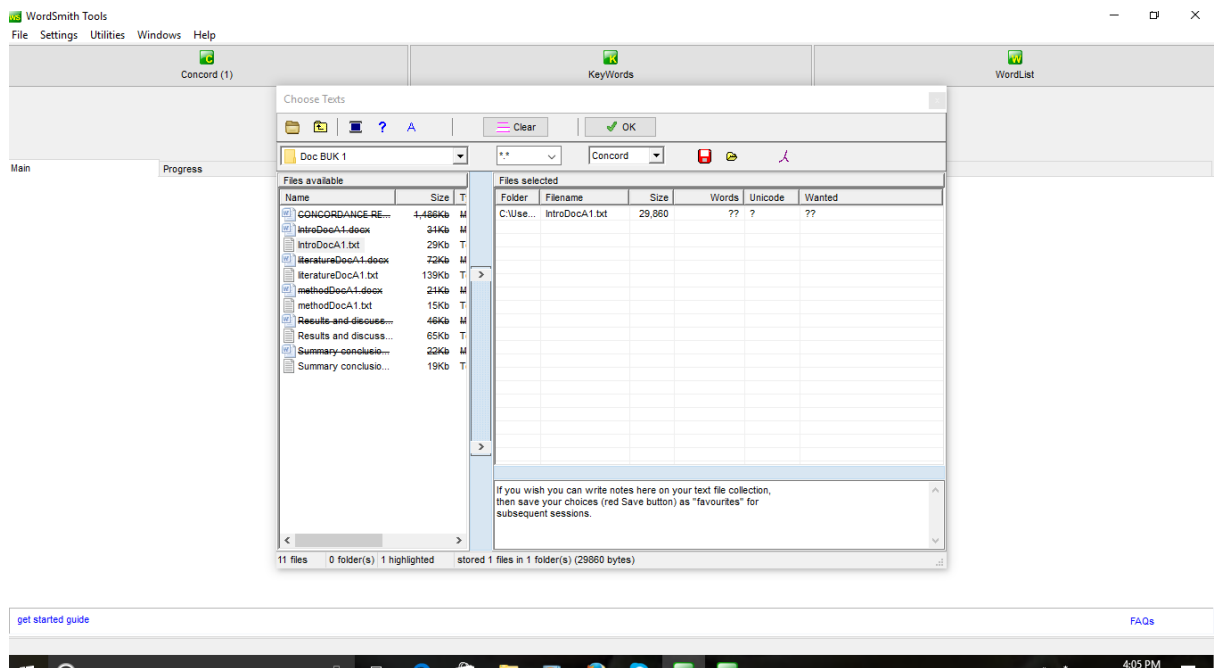 WordSmith Tools
File Settings Utilities Windows Help
Concord (1) KeyWords WordList
Choose Texts
? A Clear OK
Doc BUK 1 *.* Concord
Main Progress
Files available Files selected
Name Size T Folder Filename Size Words Unicode Wanted
CONCORDANCE RE... 1,486Kb M C:\Use... IntroDocA1.txt 29,860 ?? ? ??
IntroDocA1.docx 31Kb M
IntroDocA1.txt 29Kb T
literatureDocA1.docx 72Kb M
literatureDocA1.txt 139Kb T >
methodDocA1.docx 21Kb M
methodDocA1.txt 15Kb T
Results and discuss... 46Kb M
Results and discuss... 65Kb T
Summary conclusio... 22Kb M
Summary conclusio... 19Kb T
>
If you wish you can write notes here on your text file collection,
then save your choices (red Save button) as "favourites" for
subsequent sessions.
11 files 0 folder(s) 1 highlighted stored 1 files in 1 folder(s) (29860 bytes)
get started guide FAQs
4:05 PM